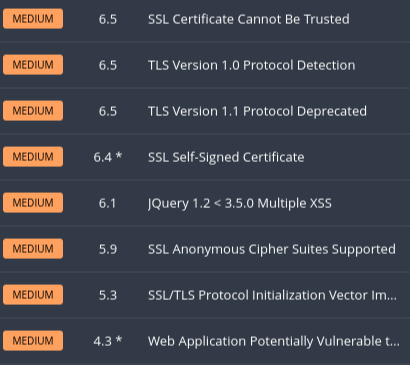 MEDIUM 6.5 SSL Certificate Cannot Be Trusted
MEDIUM 6.5 TLS Version 1.0 Protocol Detection
MEDIUM 6.5 TLS Version 1.1 Protocol Deprecated
MEDIUM 6.4 * SSL Self-Signed Certificate
MEDIUM 6.1 JQuery 1.2 < 3.5.0 Multiple XSS
MEDIUM 5.9 SSL Anonymous Cipher Suites Supported
MEDIUM 5.3 SSL/TLS Protocol Initialization Vector Im...
MEDIUM 4.3 * Web Application Potentially Vulnerable t...